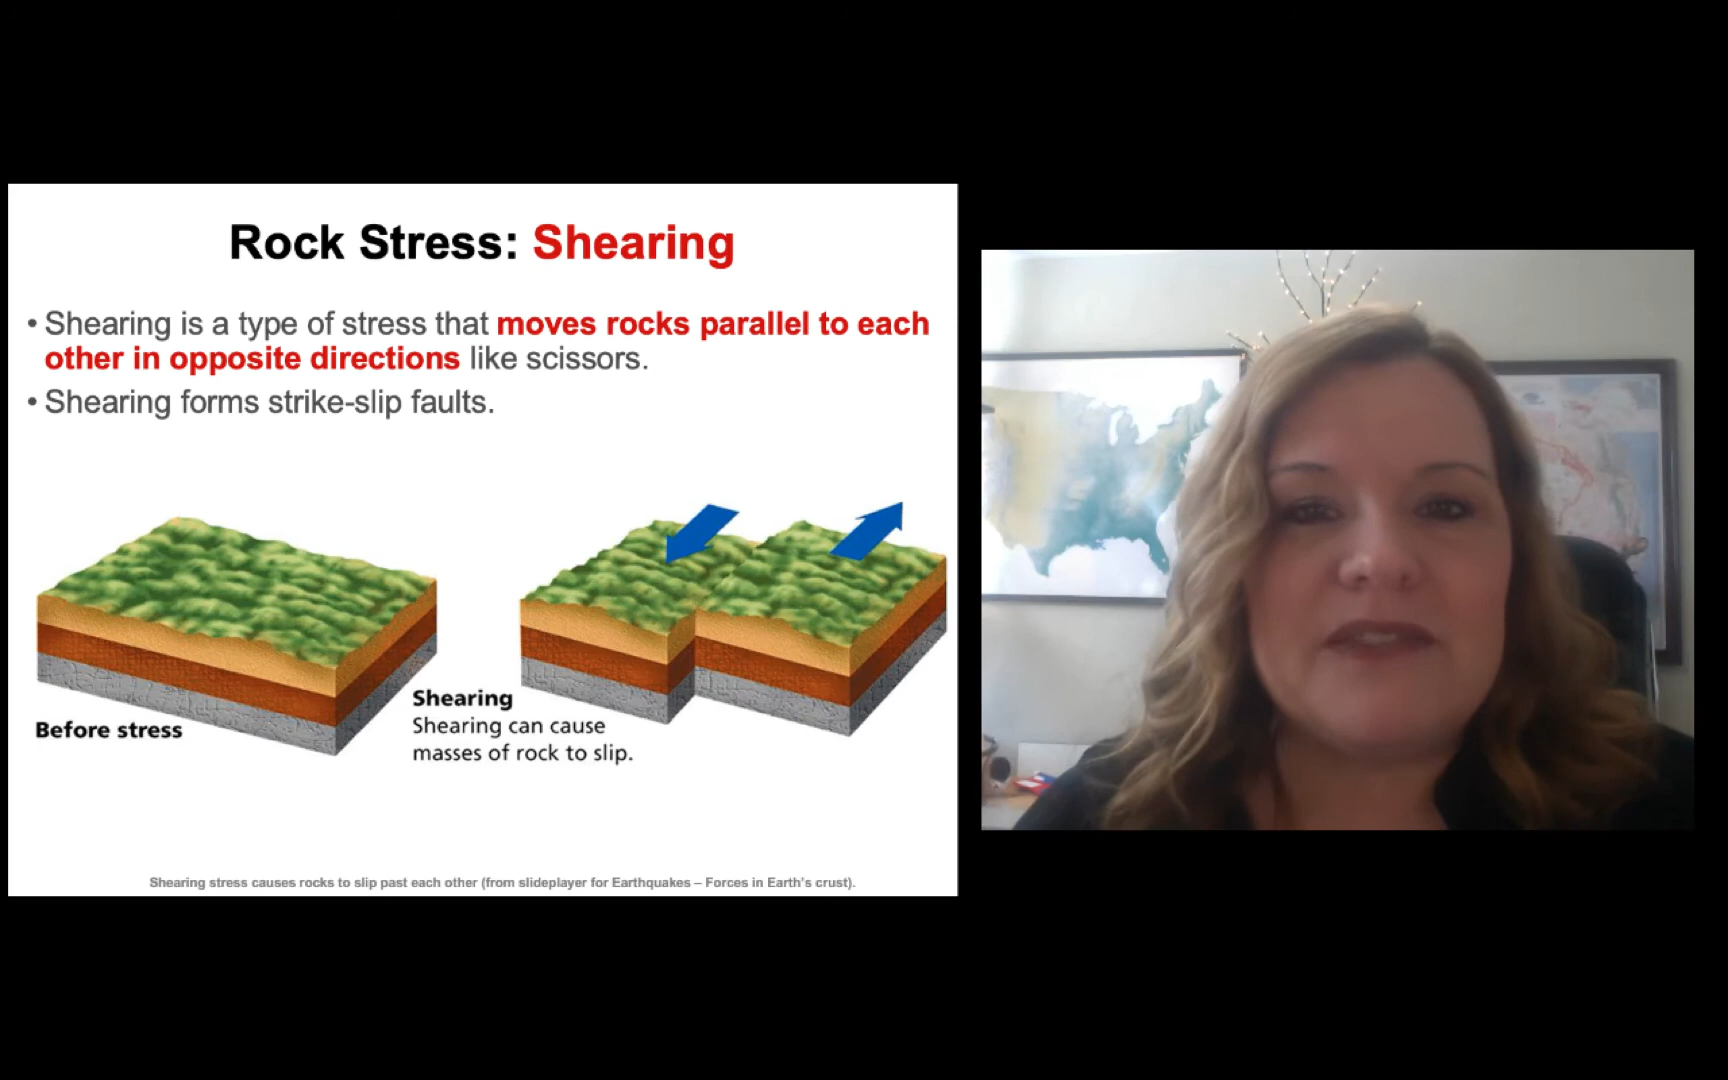 Rock Stress: Shearing
• Shearing is a type of stress that moves rocks parallel to each
other in opposite directions like scissors.
• Shearing forms strike-slip faults.
Before stress
Shearing
Shearing can cause
masses of rock to slip.
Shearing stress causes rocks to slip past each other (from slideplayer for Earthquakes – Forces in Earth's crust).